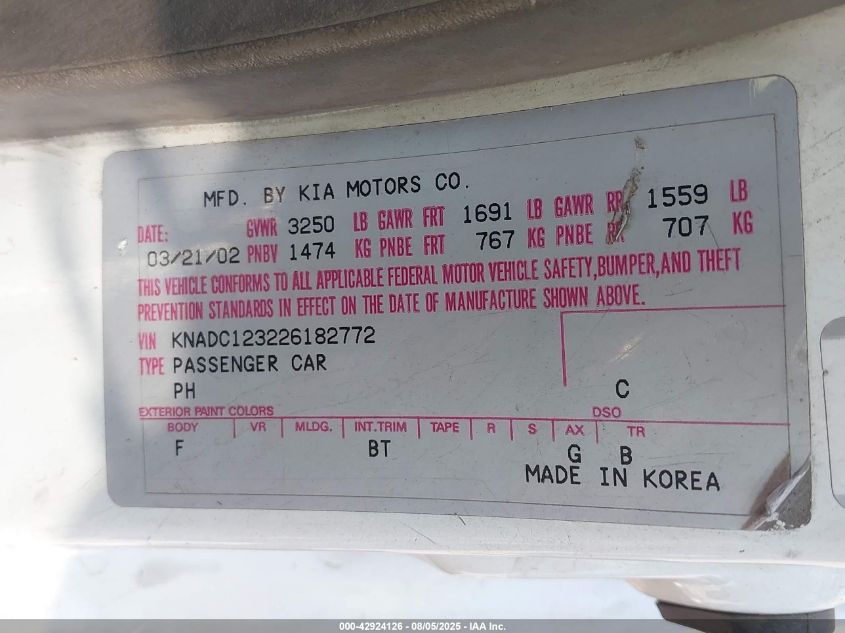 MFD. BY KIA MOTORS CO.
DATE: GVWR 3250 LB GAWR FRT 1691 LB GAWR RR 1559 LB
03/21/02 PNBV 1474 KG PNBE FRT 767 KG PNBE 707 KG
THIS VEHICLE CONFORMS TO ALL APPLICABLE FEDERAL MOTOR VEHICLE SAFETY,BUMPER,AND THEFT
PREVENTION STANDARDS IN EFFECT ON THE DATE OF MANUFACTURE SHOWN ABOVE.
VIN KNADC123226182772
TYPE PASSENGER CAR
PH C
EXTERIOR PAINT COLORS DSO
BODY VR MLDG. INT.TRIM TAPE R S AX TR
F BT G B
MADE IN KOREA
000-42924126 - 08/05/2025 - IAA Inc.